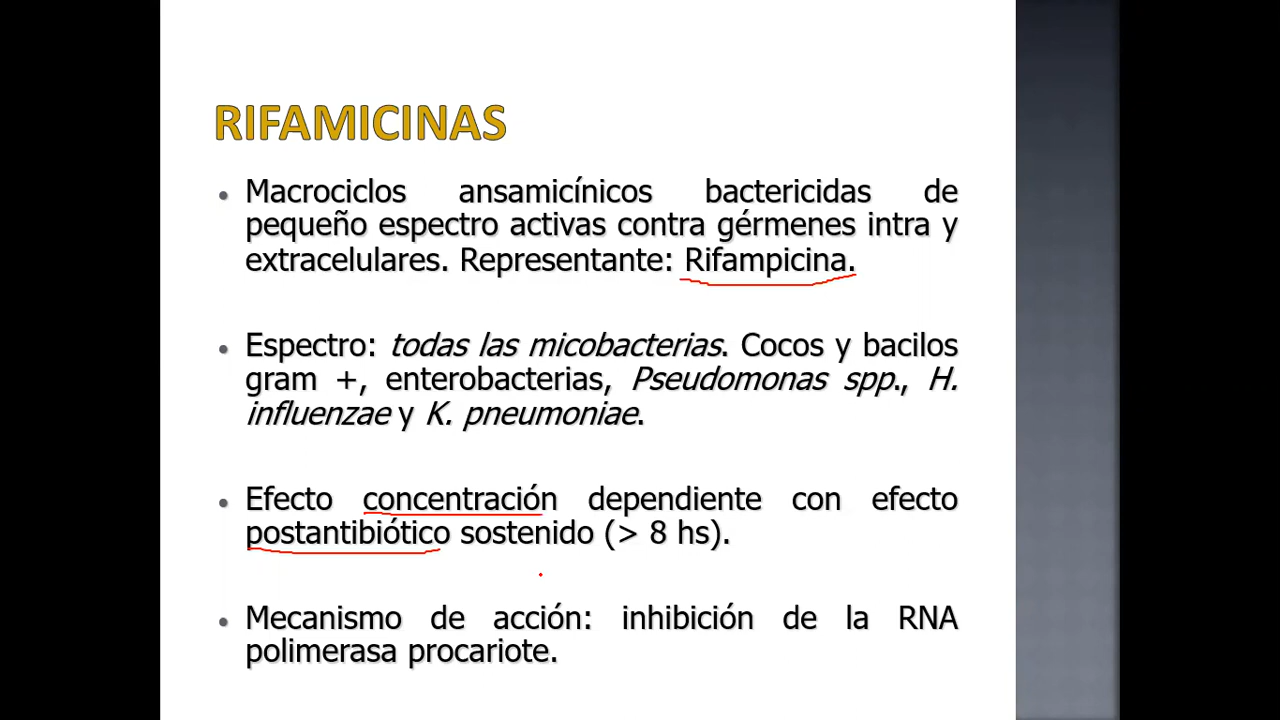 RIFAMICINAS
• Macrociclos ansamicínicos bactericidas de
pequeño espectro activas contra gérmenes intra y
extracelulares. Representante: Rifampicina.
• Espectro: todas las micobacterias. Cocos y bacilos
gram +, enterobacterias, Pseudomonas spp., H.
influenzae y K. pneumoniae.
• Efecto concentración dependiente con efecto
postantibiótico sostenido (> 8 hs).
• Mecanismo de acción: inhibición de la RNA
polimerasa procariote.